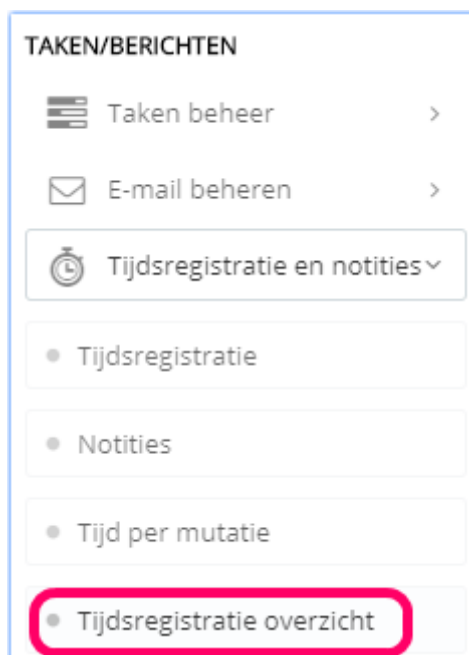 TAKEN/BERICHTEN
Taken beheer
E-mail beheren
Tijdsregistratie en notities
Tijdsregistratie
Notities
Tijd per mutatie
Tijdsregistratie overzicht